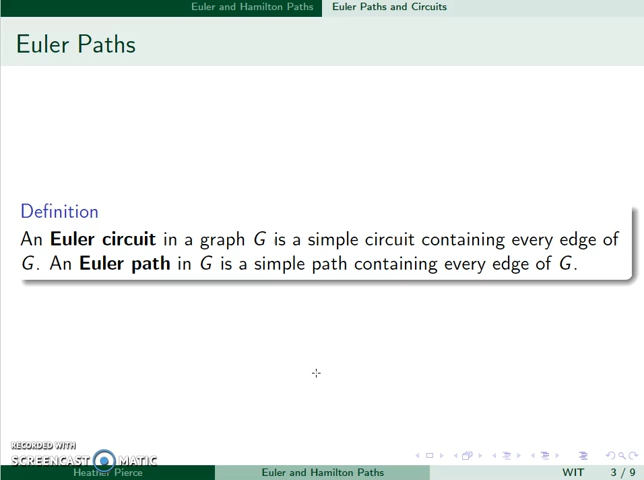 Euler and Hamilton Paths Euler Paths and Circuits
Euler Paths
Definition
An Euler circuit in a graph G is a simple circuit containing every edge of
G. An Euler path in G is a simple path containing every edge of G.
RECORDED WITH
SCREENCAST MATIC
Heather Pierce Euler and Hamilton Paths WIT 3 / 9